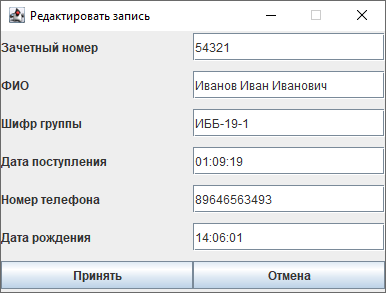 Редактировать запись
Зачетный номер 54321
ФИО Иванов Иван Иванович
Шифр группы ИББ-19-1
Дата поступления 01:09:19
Номер телефона 89646563493
Дата рождения 14:06:01
Принять Отмена